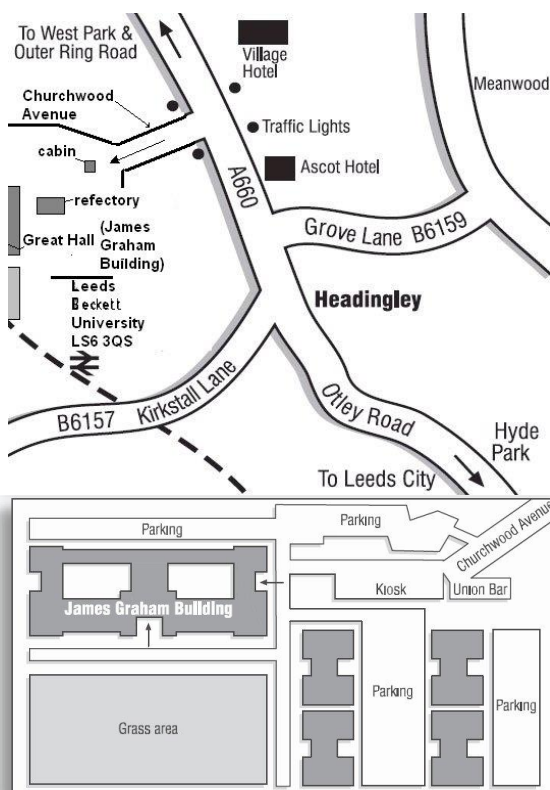 To West Park &
Outer Ring Road
Village
Hotel
Meanwood
Churchwood
Avenue
Traffic Lights
cabin
Ascot Hotel
A660
refectory
Grove Lane B6159
Great Hall
(James
Graham
Building)
Headingley
Leeds
Beckett
University
LS6 3QS
B6157 Kirkstall Lane
Otley Road
Hyde
Park
To Leeds City
Parking
Parking
Churchwood Avenue
James Graham Building
Kiosk
Union Bar
Parking
Parking
Grass area